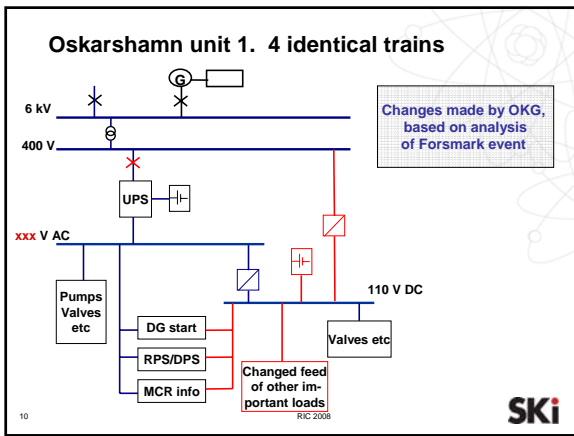 Oskarshamn unit 1. 4 identical trains
G
6 kV
Changes made by OKG,
based on analysis
of Forsmark event
400 V
UPS
xxx V AC
110 V DC
Pumps
Valves
etc
DG start
RPS/DPS
MCR info
Changed feed
of other im-
portant loads
Valves etc
10
RIC 2008
SKi